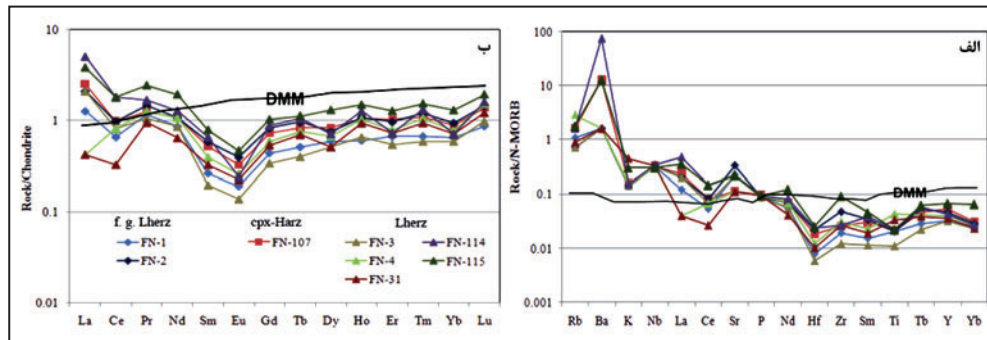 ب
10
1
0.1
0.01
Rock/Chondrite
DMM
f. g. Lherz cpx-Harz Lherz
FN-1 FN-107 FN-3 FN-114
FN-2 FN-4 FN-115
FN-31
La Ce Pr Nd Sm Eu Gd Tb Dy Ho Er Tm Yb Lu
الف
100
10
1
0.1
0.01
0.001
Rock/N-MORB
DMM
Rb Ba K Nb La Ce Sr P Nd Hf Zr Sm Ti Tb Y Yb